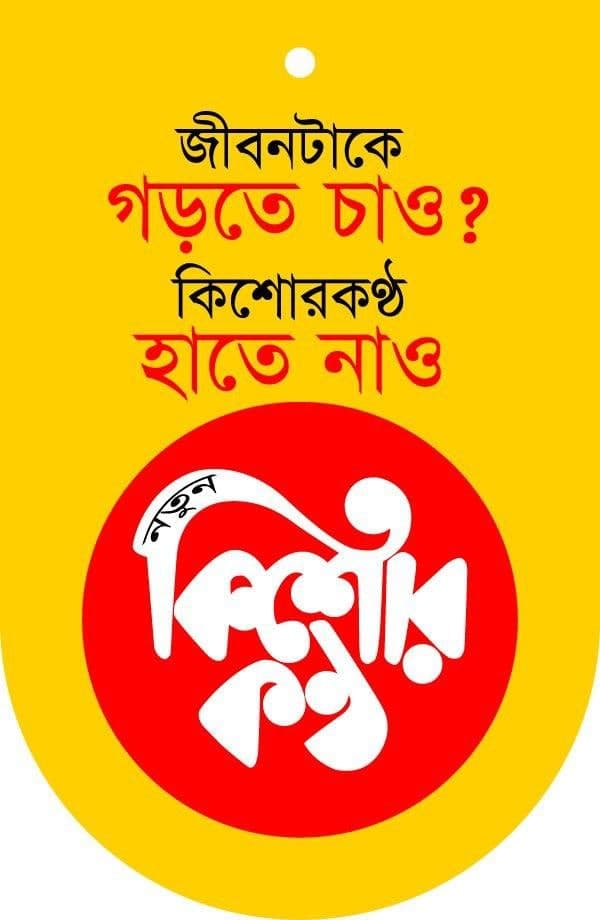 জীবনটাকে
গড়তে চাও?
কিশোরকণ্ঠ
হাতে নাও
নতুন
কিশোর
কণ্ঠ